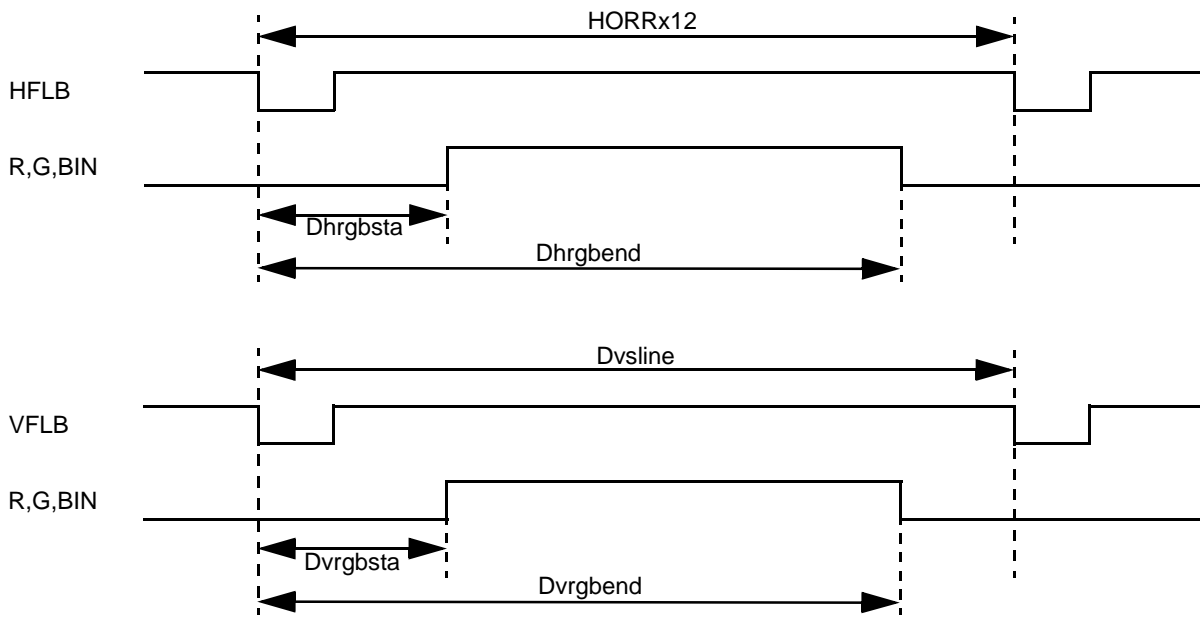 HORRx12
HFLB
R,G,BIN
Dhrgbsta
Dhrgbend
Dvsline
VFLB
R,G,BIN
Dvrgbsta
Dvrgbend